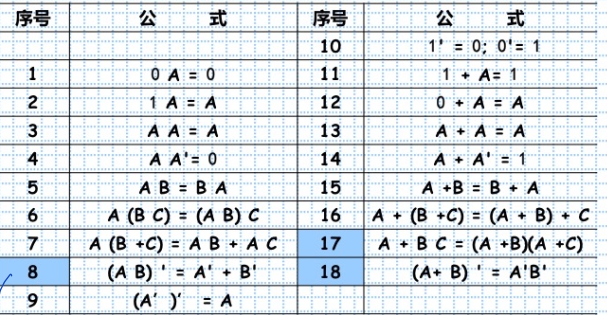 序号 公 式 序号 公 式
10 1' = 0; 0'= 1
1 0 A = 0 11 1 + A= 1
2 1 A = A 12 0 + A = A
3 A A = A 13 A + A = A
4 A A'= 0 14 A + A' = 1
5 A B = B A 15 A +B = B + A
6 A (B C) = (A B) C 16 A + (B +C) = (A + B) + C
7 A (B +C) = A B + A C 17 A + B C = (A +B)(A +C)
8 (A B) ' = A' + B' 18 (A+ B) ' = A'B'
9 (A′ )′ = A